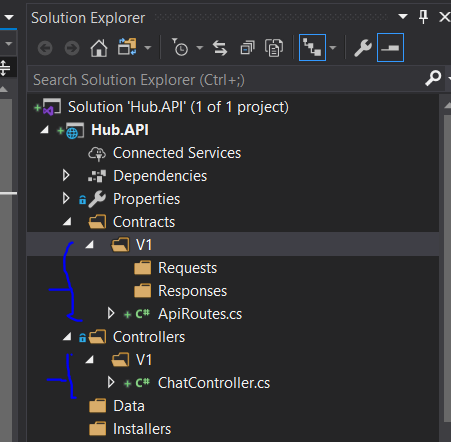 Solution Explorer
Search Solution Explorer (Ctrl+;)
Solution 'Hub.API' (1 of 1 project)
Hub.API
Connected Services
Dependencies
Properties
Contracts
V1
Requests
Responses
C# ApiRoutes.cs
Controllers
V1
C# ChatController.cs
Data
Installers